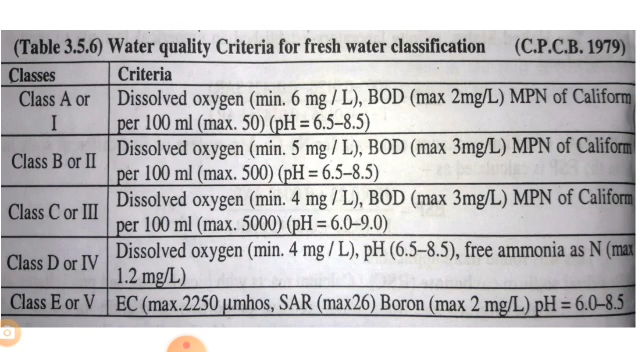 (Table 3.5.6) Water quality Criteria for fresh water classification (C.P.C.B. 1979)
Classes Criteria
Class A or I Dissolved oxygen (min. 6 mg / L), BOD (max 2mg/L) MPN of Caliform
per 100 ml (max. 50) (pH = 6.5–8.5)
Class B or II Dissolved oxygen (min. 5 mg / L), BOD (max 3mg/L) MPN of Caliform
per 100 ml (max. 500) (pH = 6.5–8.5)
Class C or III Dissolved oxygen (min. 4 mg / L), BOD (max 3mg/L) MPN of Caliform
per 100 ml (max. 5000) (pH = 6.0–9.0)
Class D or IV Dissolved oxygen (min. 4 mg / L), pH (6.5–8.5), free ammonia as N (max
1.2 mg/L)
Class E or V EC (max.2250 µmhos, SAR (max26) Boron (max 2 mg/L) pH = 6.0–8.5